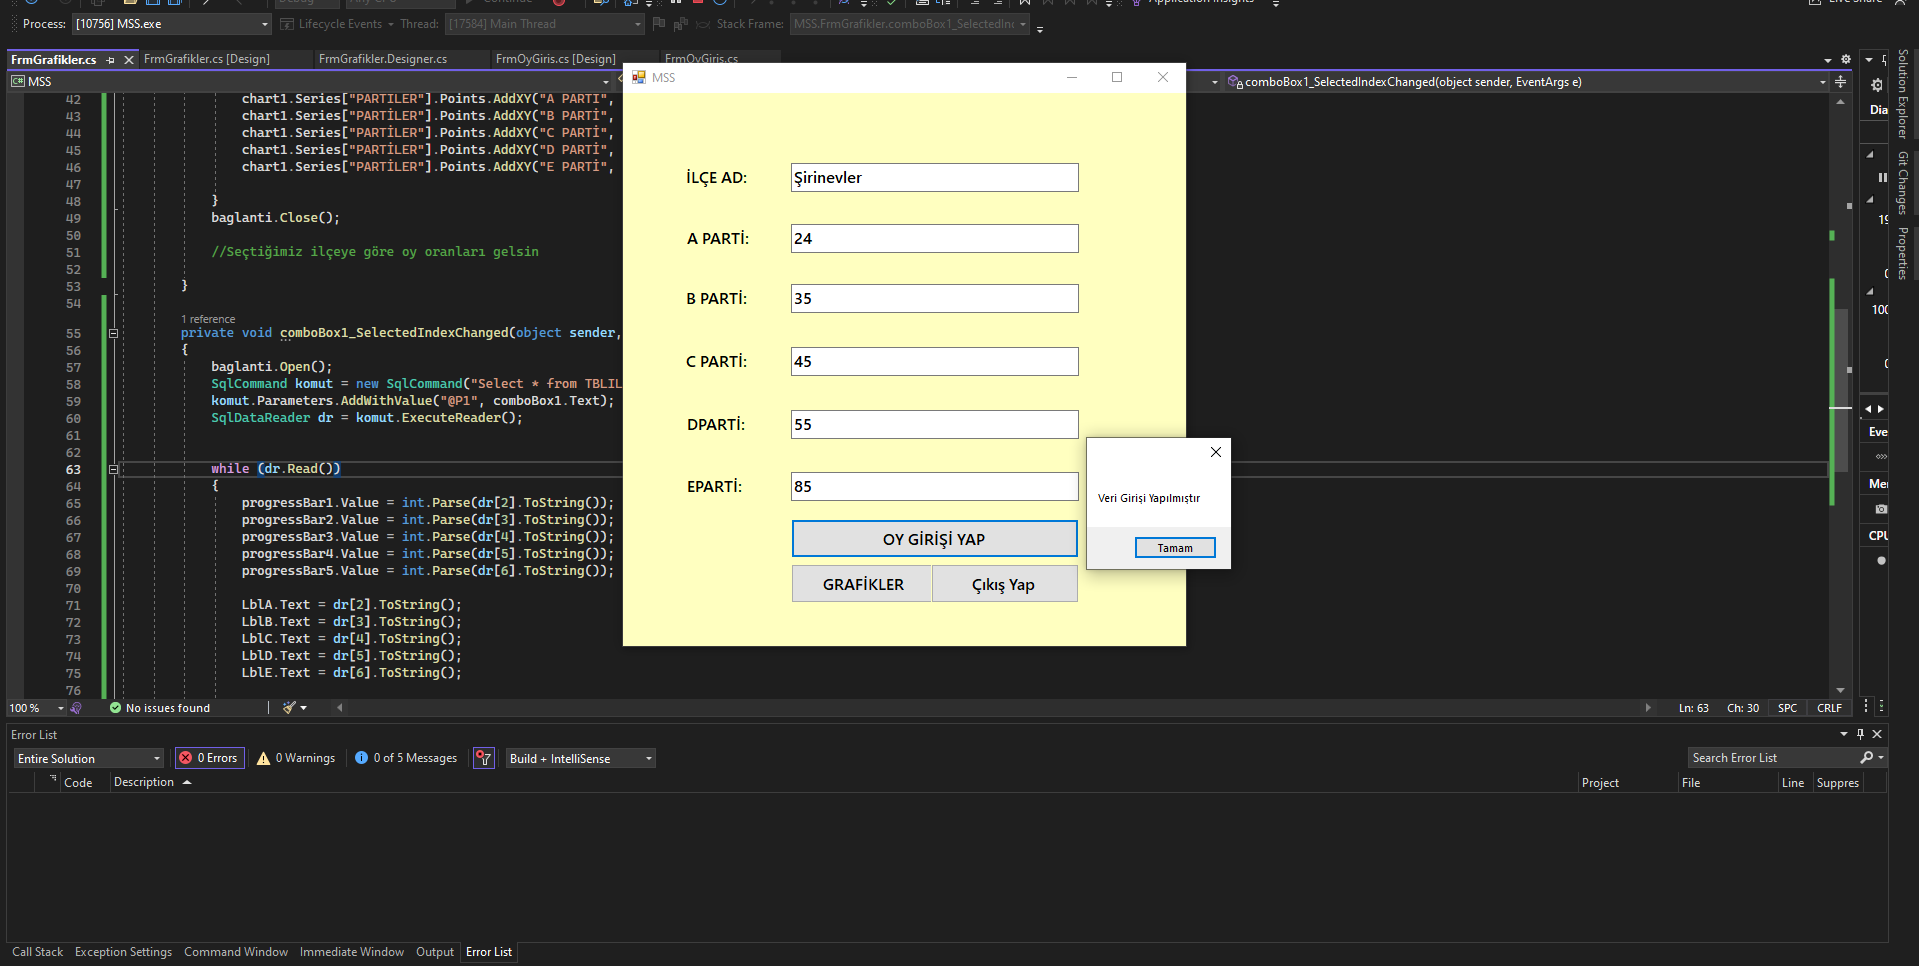 Process: [10756] MSS.exe Lifecycle Events Thread: [17584] Main Thread Stack Frame: MSS.FrmGrafikler.comboBox1_SelectedInd
FrmGrafikler.cs FrmGrafikler.cs [Design] FrmGrafikler.Designer.cs FrmOyGiris.cs [Design] FrmOyGiris.cs
MSS comboBox1_SelectedIndexChanged(object sender, EventArgs e)
42 chart1.Series["PARTİLER"].Points.AddXY("A PARTİ",
43 chart1.Series["PARTİLER"].Points.AddXY("B PARTİ",
44 chart1.Series["PARTİLER"].Points.AddXY("C PARTİ",
45 chart1.Series["PARTİLER"].Points.AddXY("D PARTİ",
46 chart1.Series["PARTİLER"].Points.AddXY("E PARTİ",
47
48 }
49 baglanti.Close();
50
51 //Seçtiğimiz ilçeye göre oy oranları gelsin
52
53 }
54
1 reference
55 private void comboBox1_SelectedIndexChanged(object sender,
56 {
57 baglanti.Open();
58 SqlCommand komut = new SqlCommand("Select * from TBLIL
59 komut.Parameters.AddWithValue("@P1", comboBox1.Text);
60 SqlDataReader dr = komut.ExecuteReader();
61
62
63 while (dr.Read())
64 {
65 progressBar1.Value = int.Parse(dr[2].ToString());
66 progressBar2.Value = int.Parse(dr[3].ToString());
67 progressBar3.Value = int.Parse(dr[4].ToString());
68 progressBar4.Value = int.Parse(dr[5].ToString());
69 progressBar5.Value = int.Parse(dr[6].ToString());
70
71 LblA.Text = dr[2].ToString();
72 LblB.Text = dr[3].ToString();
73 LblC.Text = dr[4].ToString();
74 LblD.Text = dr[5].ToString();
75 LblE.Text = dr[6].ToString();
76
MSS
İLÇE AD: Şirinevler
A PARTİ: 24
B PARTİ: 35
C PARTİ: 45
DPARTİ: 55
EPARTİ: 85
OY GİRİŞİ YAP
GRAFİKLER Çıkış Yap
Veri Girişi Yapılmıştır
Tamam
Solution Explorer
Git Changes
Properties
100 % No issues found Ln: 63 Ch: 30 SPC CRLF
Error List
Entire Solution 0 Errors 0 Warnings 0 of 5 Messages Build + IntelliSense Search Error List
Code Description Project File Line Suppres
Call Stack Exception Settings Command Window Immediate Window Output Error List